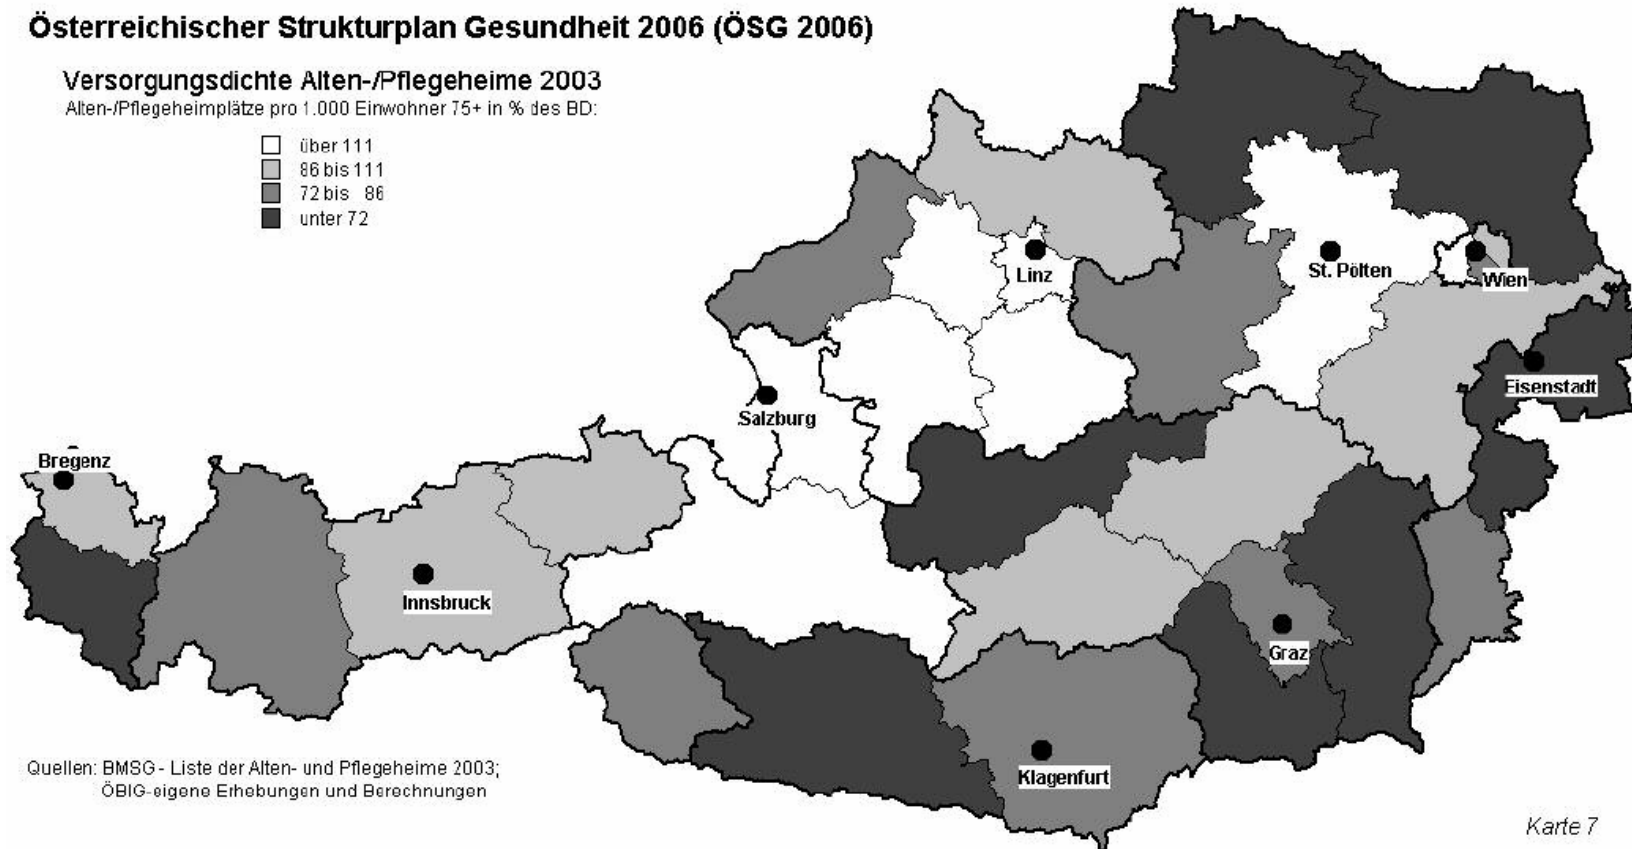 Österreichischer Strukturplan Gesundheit 2006 (ÖSG 2006)
Versorgungsdichte Alten-/Pflegeheime 2003
Alten-/Pflegeheimplätze pro 1.000 Einwohner 75+ in % des BD:
über 111
86 bis 111
72 bis 86
unter 72
Linz
St. Pölten
Wien
Eisenstadt
Salzburg
Bregenz
Innsbruck
Graz
Klagenfurt
Quellen: BMSG - Liste der Alten- und Pflegeheime 2003;
ÖBIG-eigene Erhebungen und Berechnungen
Karte 7